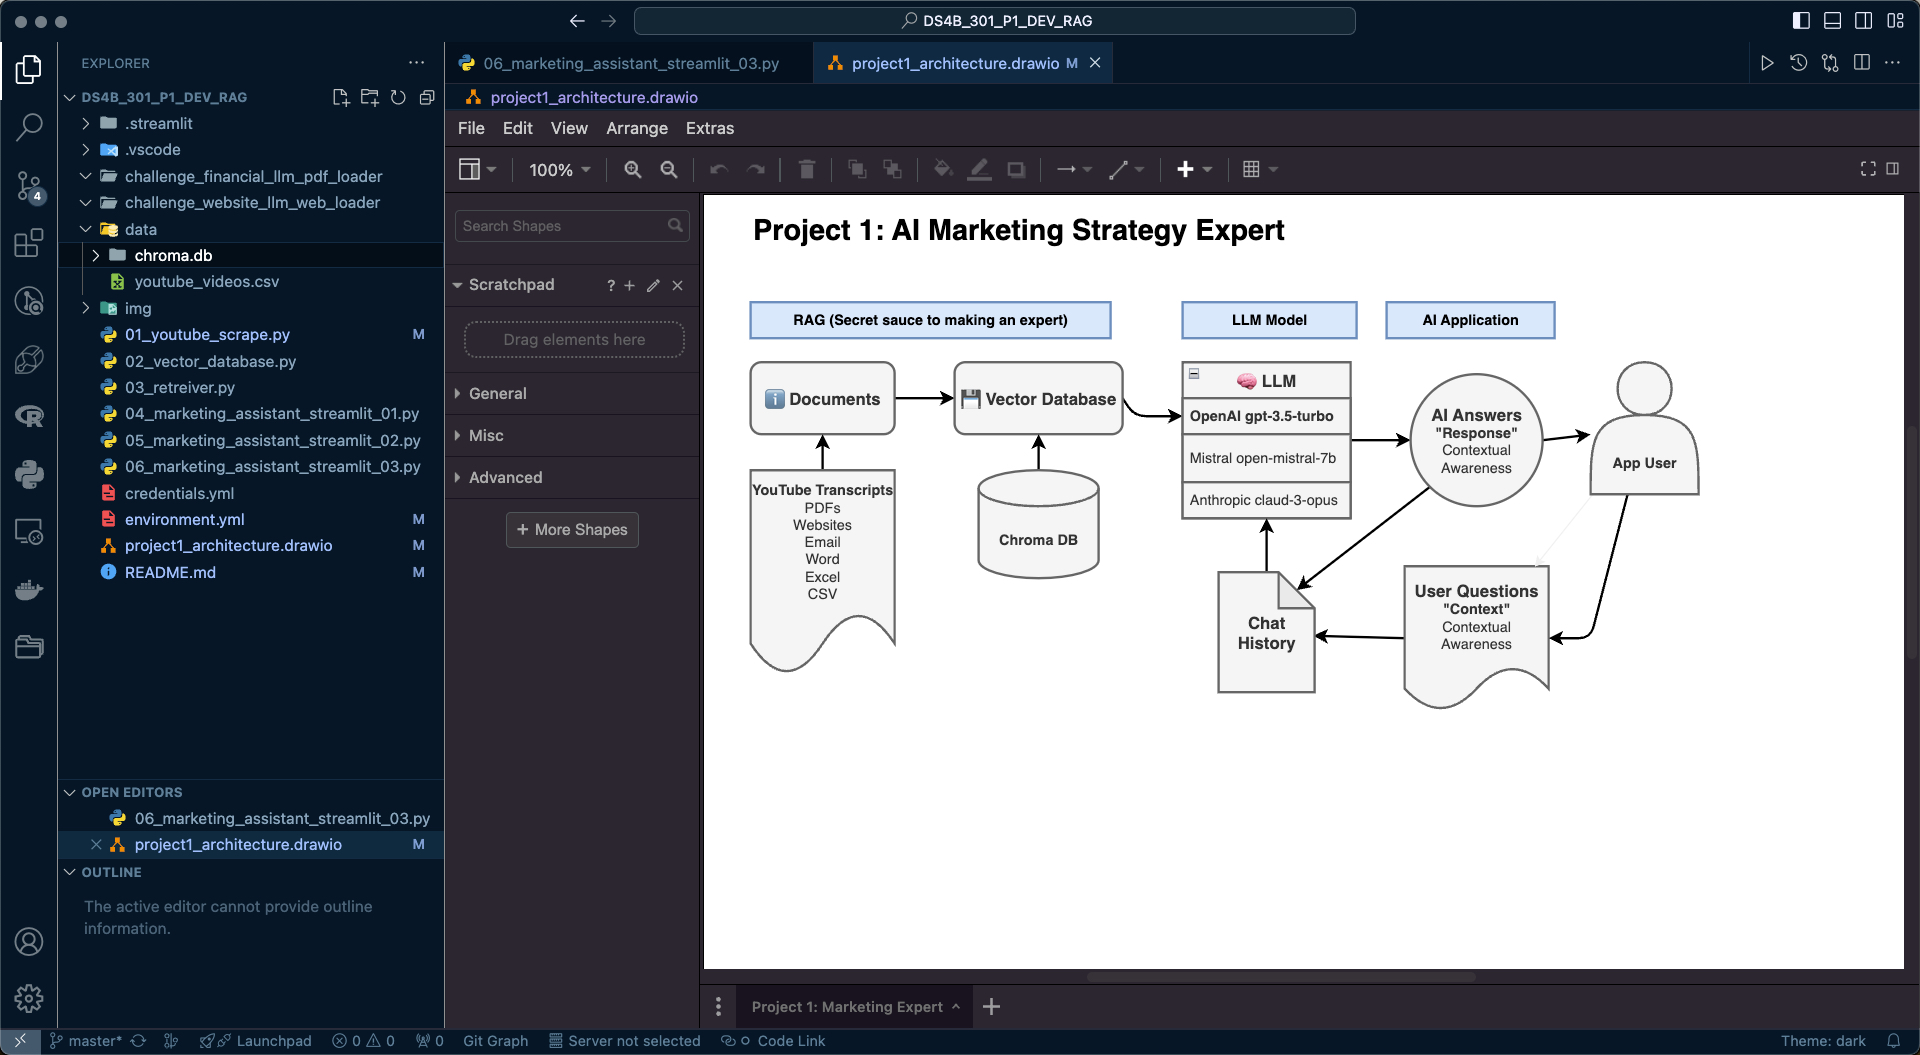 DS4B_301_P1_DEV_RAG
EXPLORER
DS4B_301_P1_DEV_RAG
.streamlit
.vscode
challenge_financial_llm_pdf_loader
challenge_website_llm_web_loader
data
chroma.db
youtube_videos.csv
img
01_youtube_scrape.py M
02_vector_database.py
03_retreiver.py
04_marketing_assistant_streamlit_01.py
05_marketing_assistant_streamlit_02.py
06_marketing_assistant_streamlit_03.py
credentials.yml
environment.yml M
project1_architecture.drawio M
README.md M
4
OPEN EDITORS
06_marketing_assistant_streamlit_03.py
project1_architecture.drawio M
OUTLINE
The active editor cannot provide outline
information.
06_marketing_assistant_streamlit_03.py
project1_architecture.drawio M
project1_architecture.drawio
File Edit View Arrange Extras
100%
Search Shapes
Scratchpad ?
Drag elements here
General
Misc
Advanced
+ More Shapes
Project 1: AI Marketing Strategy Expert
RAG (Secret sauce to making an expert)
LLM Model
AI Application
Documents
Vector Database
LLM
OpenAI gpt-3.5-turbo
Mistral open-mistral-7b
Anthropic claud-3-opus
AI Answers
"Response"
Contextual
Awareness
App User
YouTube Transcripts
PDFs
Websites
Email
Word
Excel
CSV
Chroma DB
Chat
History
User Questions
"Context"
Contextual
Awareness
Project 1: Marketing Expert
master* Launchpad 0 0 0 Git Graph Server not selected Code Link Theme: dark